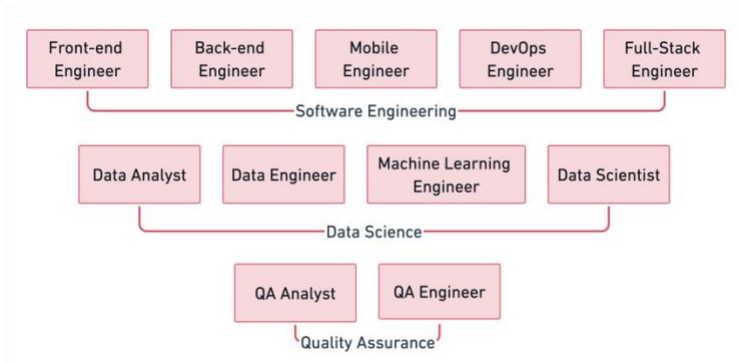 Front-end
Engineer
Back-end
Engineer
Mobile
Engineer
DevOps
Engineer
Full-Stack
Engineer
Software Engineering
Data Analyst
Data Engineer
Machine Learning
Engineer
Data Scientist
Data Science
QA Analyst
QA Engineer
Quality Assurance